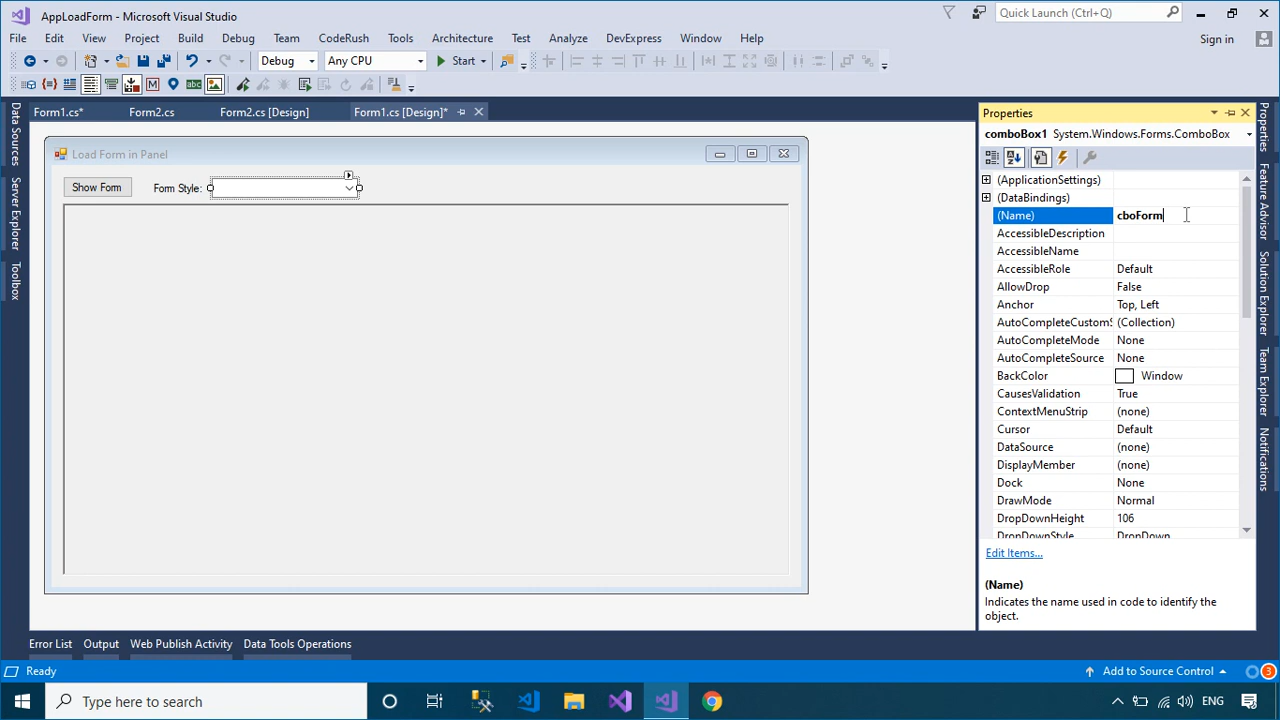 AppLoadForm - Microsoft Visual Studio
Quick Launch (Ctrl+Q)
File Edit View Project Build Debug Team CodeRush Tools Architecture Test Analyze DevExpress Window Help
Sign in
Debug Any CPU Start
Form1.cs* Form2.cs Form2.cs [Design] Form1.cs [Design]*
Data Sources
Server Explorer
Toolbox
Load Form in Panel
Show Form Form Style:
Properties
comboBox1 System.Windows.Forms.ComboBox
(ApplicationSettings)
(DataBindings)
(Name) cboForm
AccessibleDescription
AccessibleName
AccessibleRole Default
AllowDrop False
Anchor Top, Left
AutoCompleteCustomS (Collection)
AutoCompleteMode None
AutoCompleteSource None
BackColor Window
CausesValidation True
ContextMenuStrip (none)
Cursor Default
DataSource (none)
DisplayMember (none)
Dock None
DrawMode Normal
DropDownHeight 106
DropDownStyle DropDown
Edit Items...
(Name)
Indicates the name used in code to identify the
object.
Properties
Feature Advisor
Solution Explorer
Team Explorer
Notifications
Error List Output Web Publish Activity Data Tools Operations
Ready
Add to Source Control
3
Type here to search
ENG